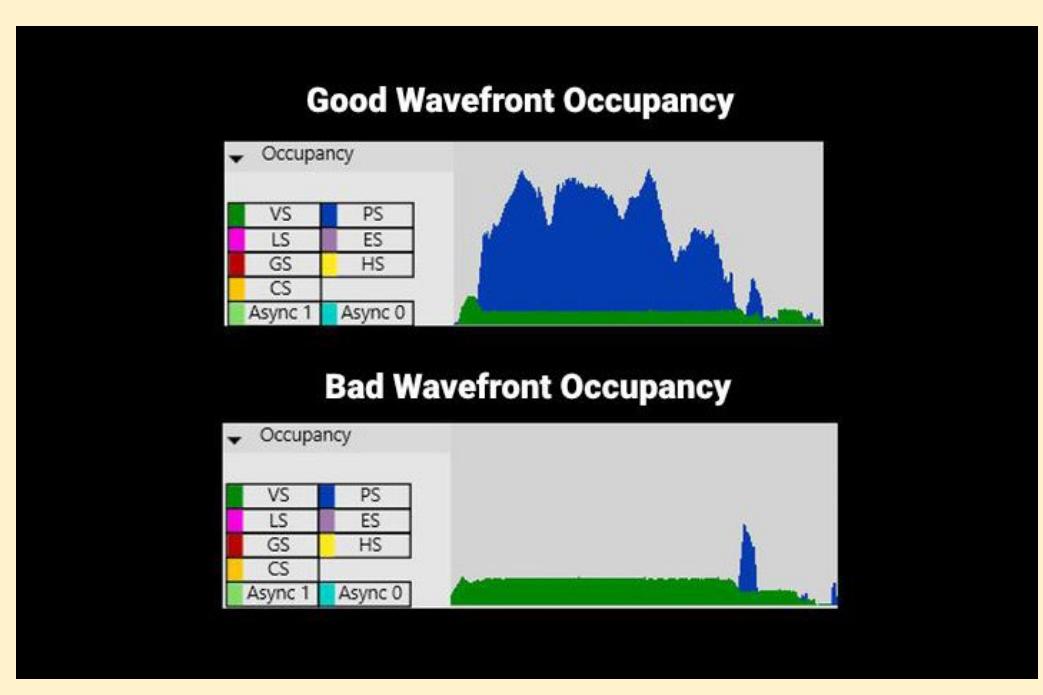 Good Wavefront Occupancy
Occupancy
VS PS
LS ES
GS HS
CS
Async 1 Async 0
Bad Wavefront Occupancy
Occupancy
VS PS
LS ES
GS HS
CS
Async 1 Async 0